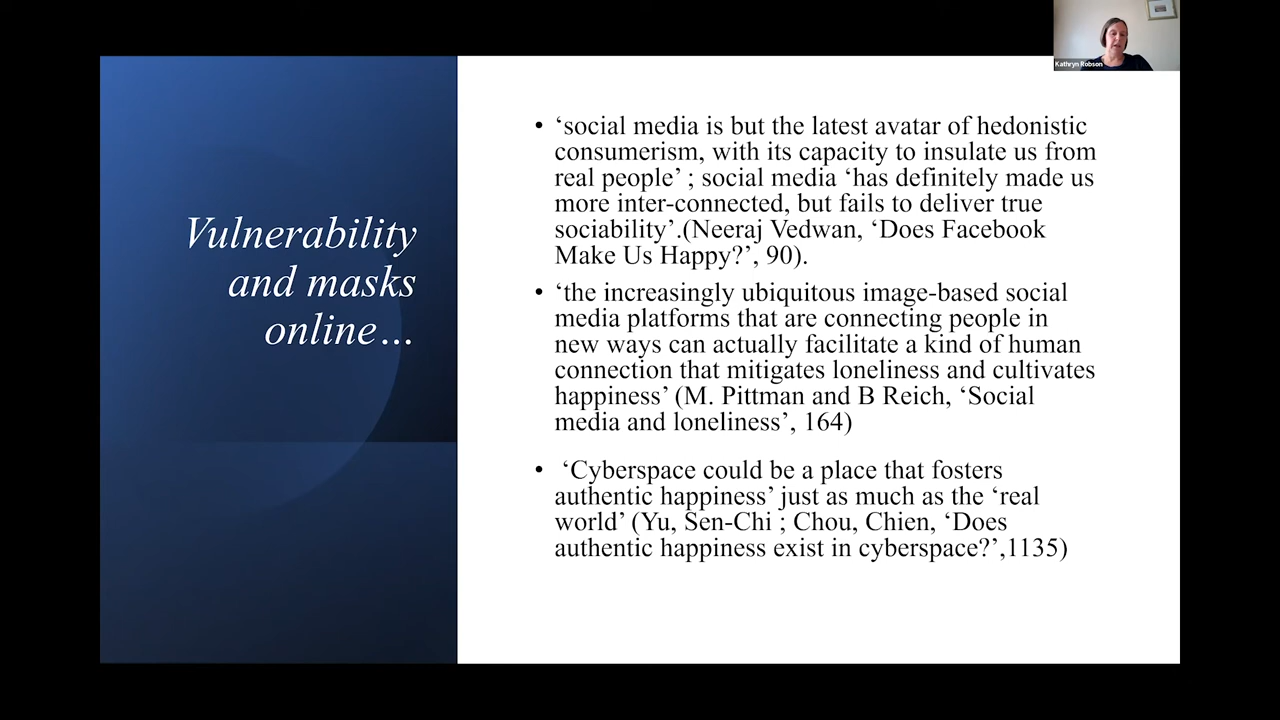 Kathryn Robson
Vulnerability
and masks
online…
• ‘social media is but the latest avatar of hedonistic
consumerism, with its capacity to insulate us from
real people’ ; social media ‘has definitely made us
more inter-connected, but fails to deliver true
sociability’.(Neeraj Vedwan, ‘Does Facebook
Make Us Happy?’, 90).
• ‘the increasingly ubiquitous image-based social
media platforms that are connecting people in
new ways can actually facilitate a kind of human
connection that mitigates loneliness and cultivates
happiness’ (M. Pittman and B Reich, ‘Social
media and loneliness’, 164)
• ‘Cyberspace could be a place that fosters
authentic happiness’ just as much as the ‘real
world’ (Yu, Sen-Chi ; Chou, Chien, ‘Does
authentic happiness exist in cyberspace?’,1135)